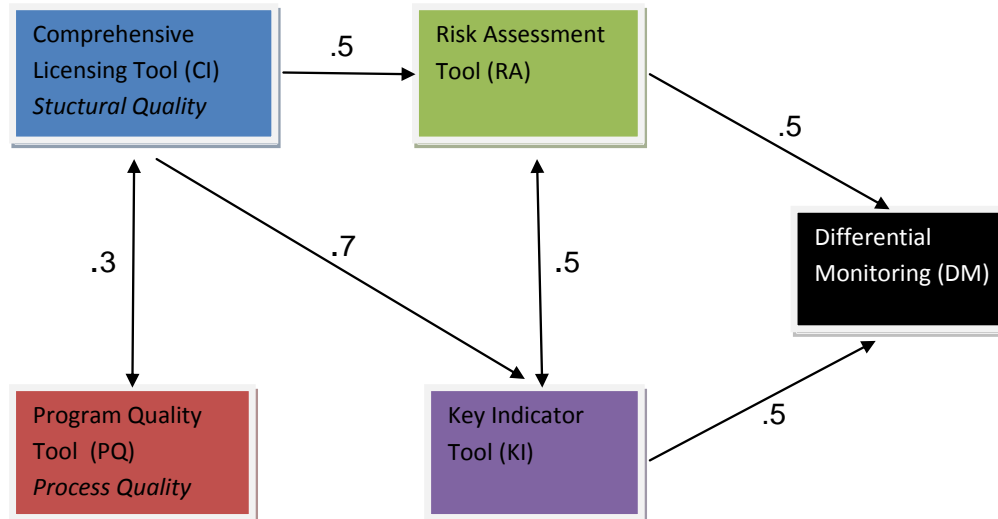 Comprehensive
Licensing Tool (CI)
Stuctural Quality
.5
Risk Assessment
Tool (RA)
.5
.3
.7
.5
Differential
Monitoring (DM)
Program Quality
Tool (PQ)
Process Quality
Key Indicator
Tool (KI)
.5